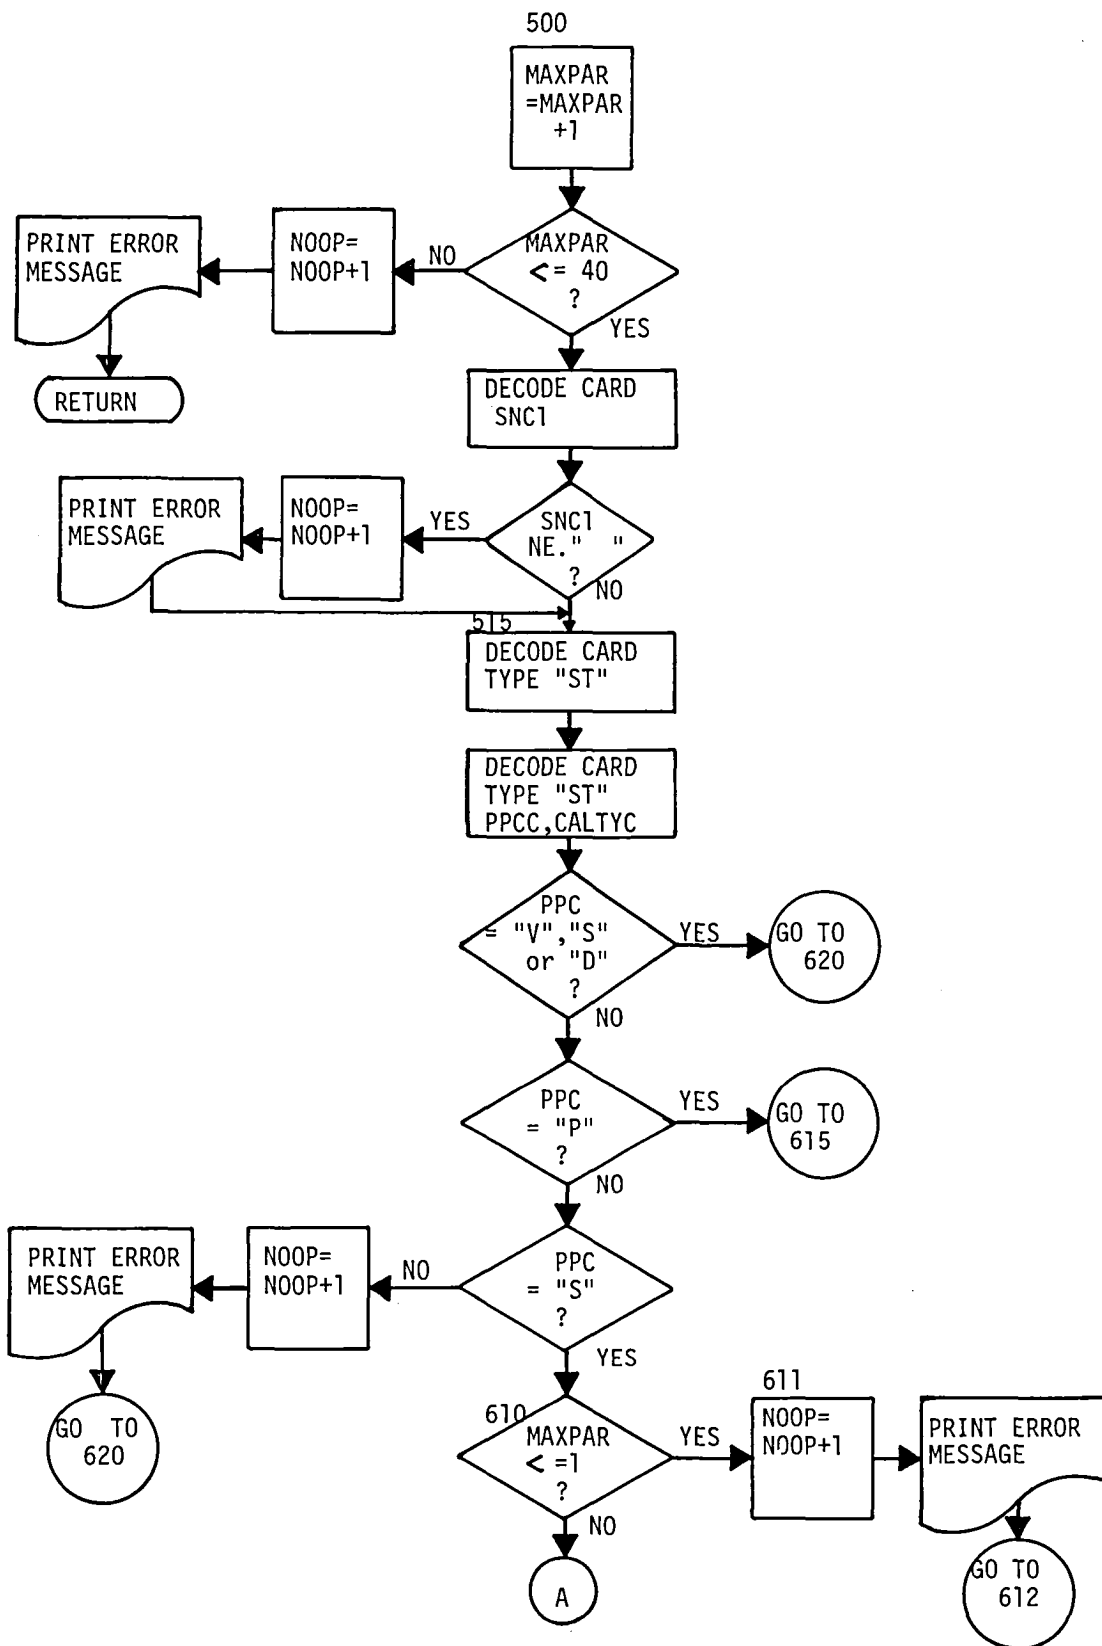 500
MAXPAR
=MAXPAR
+1
MAXPAR
<= 40
?
NO
YES
NOOP=
NOOP+1
PRINT ERROR
MESSAGE
RETURN
DECODE CARD
SNC1
SNC1
NE."   "
?
YES
NO
NOOP=
NOOP+1
PRINT ERROR
MESSAGE
515
DECODE CARD
TYPE "ST"
DECODE CARD
TYPE "ST"
PPCC,CALTYC
PPC
= "V","S"
or "D"
?
YES
NO
GO TO
620
PPC
= "P"
?
YES
NO
GO TO
615
PPC
= "S"
?
NO
YES
NOOP=
NOOP+1
PRINT ERROR
MESSAGE
GO TO
620
610
MAXPAR
<=1
?
YES
NO
611
NOOP=
NOOP+1
PRINT ERROR
MESSAGE
GO TO
612
A